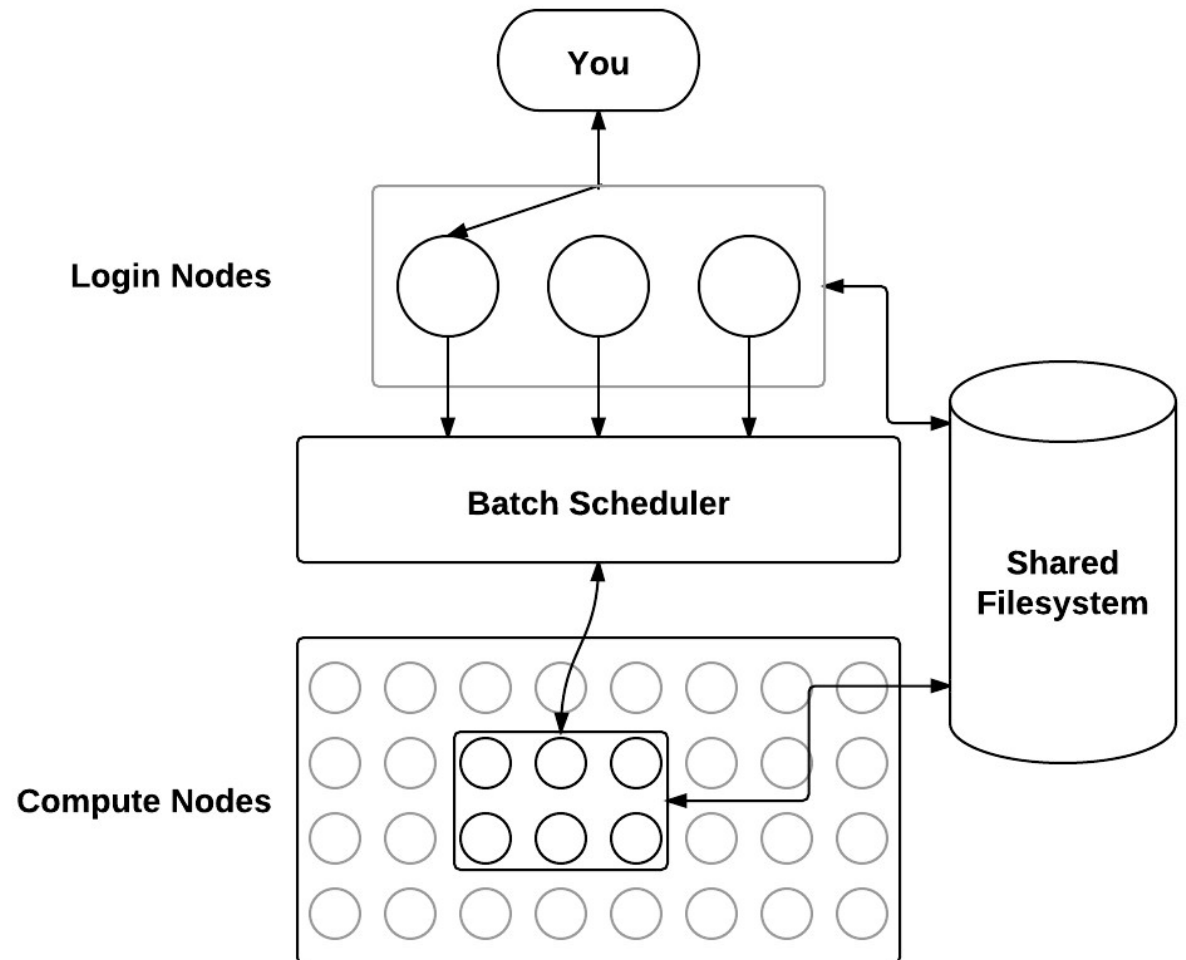 You
Login Nodes
Batch Scheduler
Shared
Filesystem
Compute Nodes